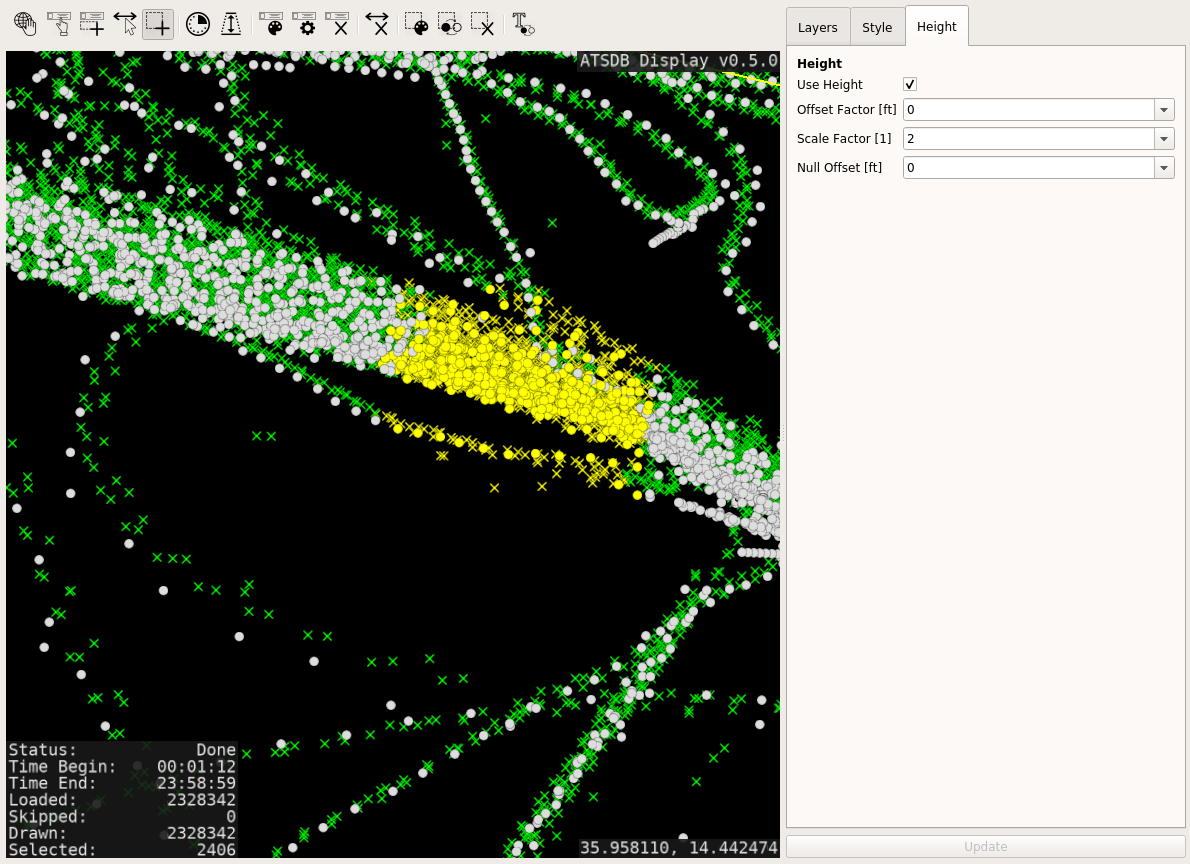 Layers Style Height
ATSDB Display v0.5.0
Height
Use Height
Offset Factor [ft] 0
Scale Factor [1] 2
Null Offset [ft] 0
Status: Done
Time Begin: 00:01:12
Time End: 23:58:59
Loaded: 2328342
Skipped: 0
Drawn: 2328342
Selected: 2406
35.958110, 14.442474
Update